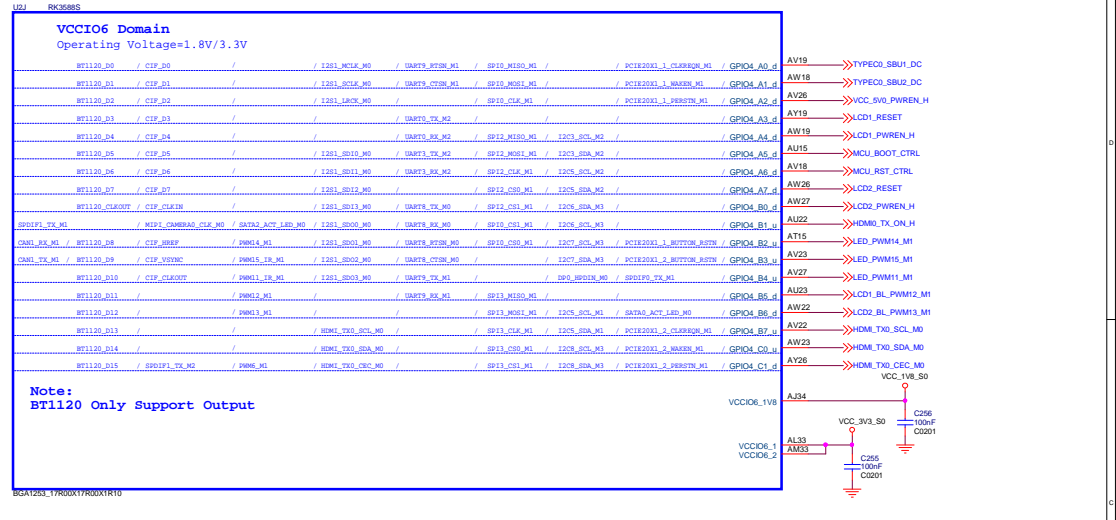 U2J RK3588S
VCCIO6 Domain
Operating Voltage=1.8V/3.3V
BT1120_D0 / CIF_D0 / / I2S1_MCLK_M0 / UART9_RTSN_M1 / SPI0_MISO_M1 / / PCIE20X1_1_CLKREQN_M1 / GPIO4_A0_d AV19 TYPEC0_SBU1_DC
BT1120_D1 / CIF_D1 / / I2S1_SCLK_M0 / UART9_CTSN_M1 / SPI0_MOSI_M1 / / PCIE20X1_1_WAKEN_M1 / GPIO4_A1_d AW18 TYPEC0_SBU2_DC
BT1120_D2 / CIF_D2 / / I2S1_LRCK_M0 / / SPI0_CLK_M1 / / PCIE20X1_1_PERSTN_M1 / GPIO4_A2_d AV26 VCC_5V0_PWREN_H
BT1120_D3 / CIF_D3 / / / UART0_TX_M2 / / / GPIO4_A3_d AY19 LCD1_RESET
BT1120_D4 / CIF_D4 / / / UART0_RX_M2 / SPI2_MISO_M1 / I2C3_SCL_M2 / / GPIO4_A4_d AW19 LCD1_PWREN_H
BT1120_D5 / CIF_D5 / / I2S1_SDI0_M0 / UART3_TX_M2 / SPI2_MOSI_M1 / I2C3_SDA_M2 / / GPIO4_A5_d AU15 MCU_BOOT_CTRL
BT1120_D6 / CIF_D6 / / I2S1_SDI1_M0 / UART3_RX_M2 / SPI2_CLK_M1 / I2C5_SCL_M2 / / GPIO4_A6_d AV18 MCU_RST_CTRL
BT1120_D7 / CIF_D7 / / I2S1_SDI2_M0 / / SPI2_CS0_M1 / I2C5_SDA_M2 / / GPIO4_A7_d AW26 LCD2_RESET
BT1120_CLKOUT / CIF_CLKIN / / I2S1_SDI3_M0 / UART8_TX_M0 / SPI2_CS1_M1 / I2C6_SDA_M3 / / GPIO4_B0_d AW27 LCD2_PWREN_H
SPDIF1_TX_M1 / MIPI_CAMERA0_CLK_M0 / SATA2_ACT_LED_M0 / I2S1_SDO0_M0 / UART8_RX_M0 / SPI0_CS1_M1 / I2C6_SCL_M3 / / GPIO4_B1_u AU22 HDMI0_TX_ON_H
CAN1_RX_M1 / BT1120_D8 / CIF_HREF / PWM14_M1 / I2S1_SDO1_M0 / UART8_RTSN_M0 / SPI0_CS0_M1 / I2C7_SCL_M3 / PCIE20X1_1_BUTTON_RSTN / GPIO4_B2_u AT15 LED_PWM14_M1
CAN1_TX_M1 / BT1120_D9 / CIF_VSYNC / PWM15_IR_M1 / I2S1_SDO2_M0 / UART8_CTSN_M0 / / I2C7_SDA_M3 / PCIE20X1_2_BUTTON_RSTN / GPIO4_B3_u AV23 LED_PWM15_M1
BT1120_D10 / CIF_CLKOUT / PWM11_IR_M1 / I2S1_SDO3_M0 / UART9_TX_M1 / / DP0_HPDIN_M0 / SPDIF0_TX_M1 / GPIO4_B4_u AV27 LED_PWM11_M1
BT1120_D11 / / PWM12_M1 / / UART9_RX_M1 / SPI3_MISO_M1 / / / GPIO4_B5_d AU23 LCD1_BL_PWM12_M1
BT1120_D12 / / PWM13_M1 / / / SPI3_MOSI_M1 / I2C5_SCL_M1 / SATA0_ACT_LED_M0 / GPIO4_B6_d AW22 LCD2_BL_PWM13_M1
BT1120_D13 / / / HDMI_TX0_SCL_M0 / / SPI3_CLK_M1 / I2C5_SDA_M1 / PCIE20X1_2_CLKREQN_M1 / GPIO4_B7_u AV22 HDMI_TX0_SCL_M0
BT1120_D14 / / / HDMI_TX0_SDA_M0 / / SPI3_CS0_M1 / I2C8_SCL_M3 / PCIE20X1_2_WAKEN_M1 / GPIO4_C0_u AW23 HDMI_TX0_SDA_M0
BT1120_D15 / SPDIF1_TX_M2 / PWM6_M1 / HDMI_TX0_CEC_M0 / / SPI3_CS1_M1 / I2C8_SDA_M3 / PCIE20X1_2_PERSTN_M1 / GPIO4_C1_d AY26 HDMI_TX0_CEC_M0
Note:
BT1120 Only Support Output
VCC_1V8_S0
VCCIO6_1V8 AJ34
C256
100nF
C0201
VCC_3V3_S0
VCCIO6_1 AL33
VCCIO6_2 AM33
C255
100nF
C0201
BGA1253_17R00X17R00X1R10
D
C